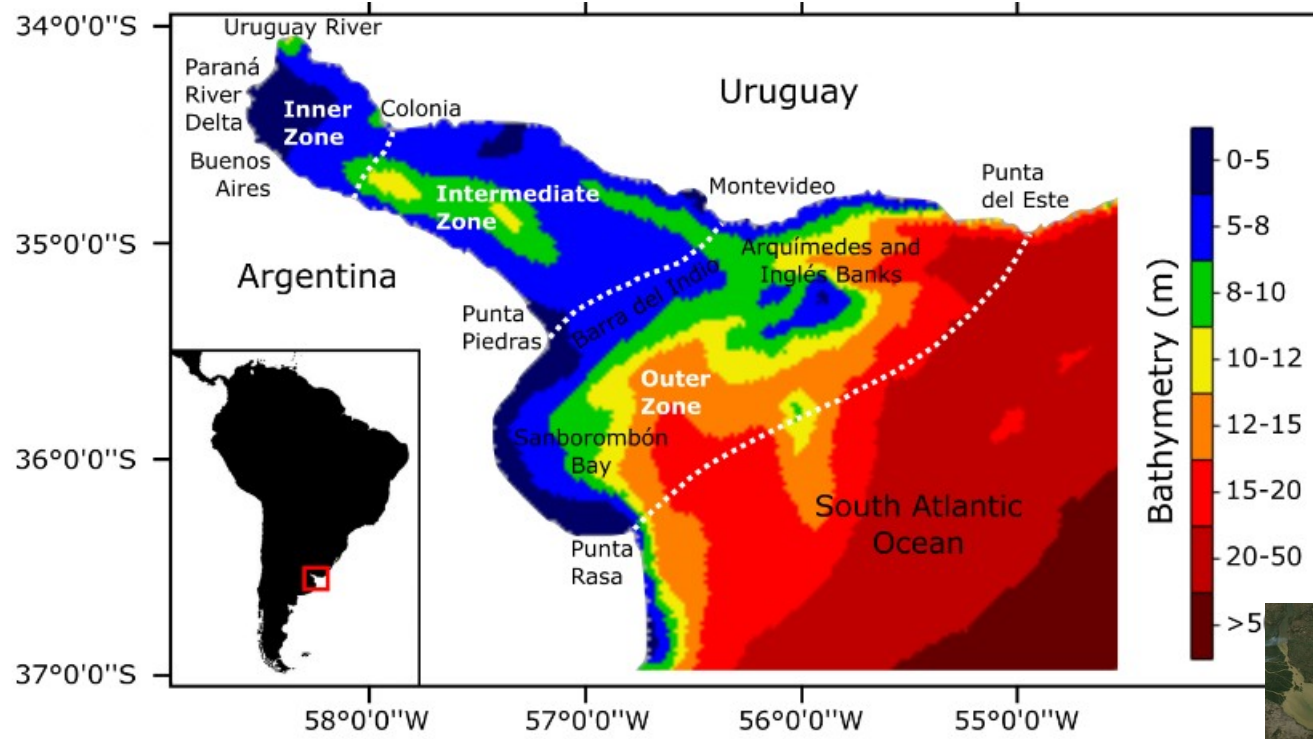 34°0'0"S
Uruguay River
Paraná
River
Delta
Inner
Zone
Colonia
Uruguay
Buenos
Aires
Intermediate
Zone
Montevideo
Punta
del Este
35°0'0"S
Argentina
Arquímedes and
Inglés Banks
Barra del Indio
Punta
Piedras
Outer
Zone
36°0'0"S
Sanborombón
Bay
South Atlantic
Ocean
Punta
Rasa
37°0'0"S
58°0'0"W
57°0'0"W
56°0'0"W
55°0'0"W
Bathymetry (m)
0-5
5-8
8-10
10-12
12-15
15-20
20-50